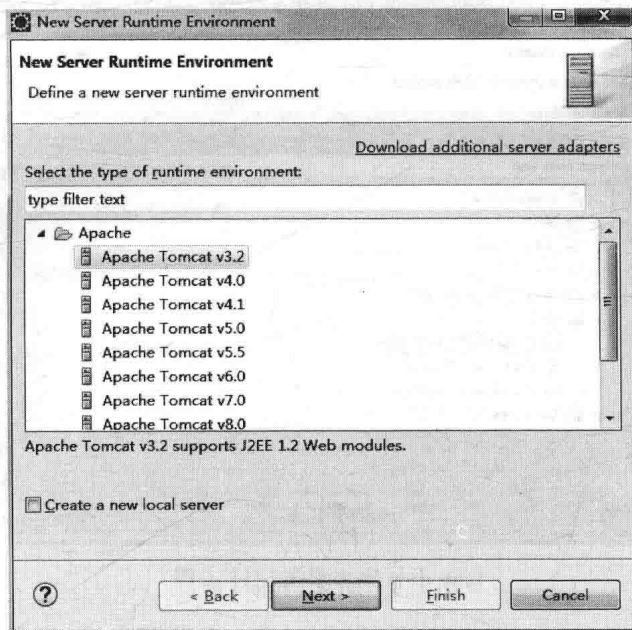 New Server Runtime Environment
New Server Runtime Environment
Define a new server runtime environment
Download additional server adapters
Select the type of runtime environment:
type filter text
Apache
Apache Tomcat v3.2
Apache Tomcat v4.0
Apache Tomcat v4.1
Apache Tomcat v5.0
Apache Tomcat v5.5
Apache Tomcat v6.0
Apache Tomcat v7.0
Apache Tomcat v8.0
Apache Tomcat v3.2 supports J2EE 1.2 Web modules.
Create a new local server
? < Back Next > Finish Cancel